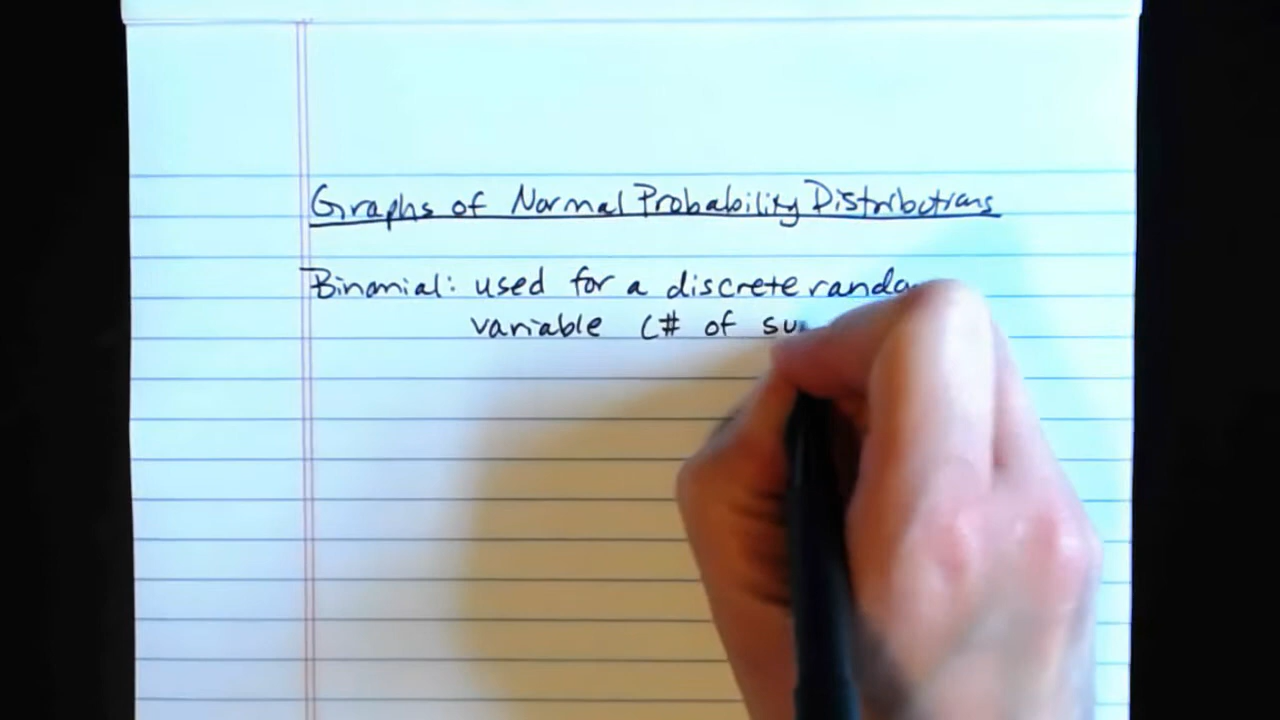 Graphs of Normal Probability Distributions
Binomial: used for a discrete
variable (# of